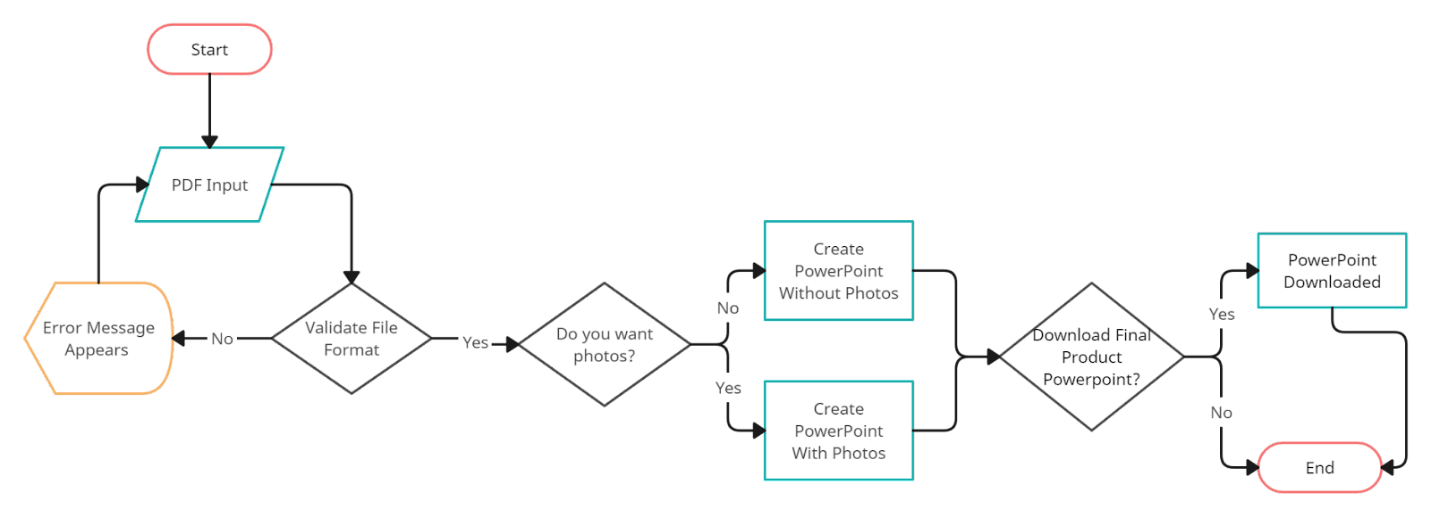 Start
PDF Input
Error Message
Appears
No
Validate File
Format
Yes
Do you want
photos?
No
Yes
Create
PowerPoint
Without Photos
Create
PowerPoint
With Photos
Download Final
Product
Powerpoint?
Yes
No
PowerPoint
Downloaded
End